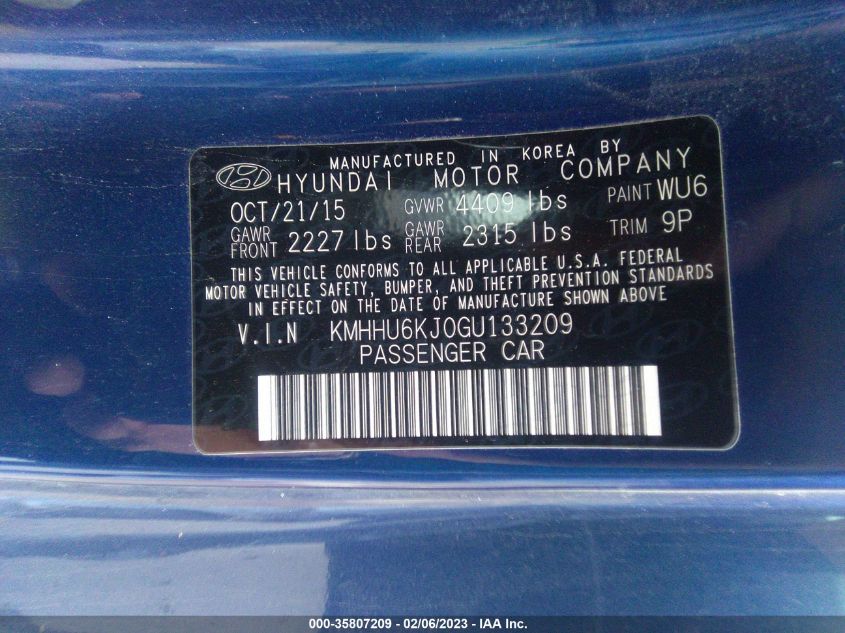 MANUFACTURED IN KOREA BY
HYUNDAI MOTOR COMPANY
OCT/21/15 GVWR 4409 lbs PAINT WU6
GAWR FRONT 2227 lbs GAWR REAR 2315 lbs TRIM 9P
THIS VEHICLE CONFORMS TO ALL APPLICABLE U.S.A. FEDERAL
MOTOR VEHICLE SAFETY, BUMPER, AND THEFT PREVENTION STANDARDS
IN EFFECT ON THE DATE OF MANUFACTURE SHOWN ABOVE
V.I.N KMHHU6KJ0GU133209
PASSENGER CAR
000-35807209 - 02/06/2023 - IAA Inc.